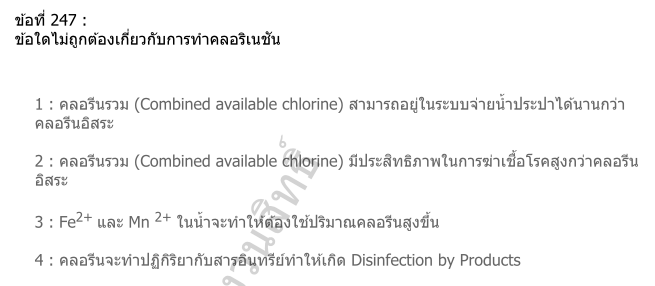 ข้อที่ 247 :
ข้อใดไม่ถูกต้องเกี่ยวกับการทำคลอริเนชัน
1 : คลอรีนรวม (Combined available chlorine) สามารถอยู่ในระบบจ่ายน้ำประปาได้นานกว่า
คลอรีนอิสระ
2 : คลอรีนรวม (Combined available chlorine) มีประสิทธิภาพในการฆ่าเชื้อโรคสูงกว่าคลอรีน
อิสระ
3 : Fe2+ และ Mn 2+ ในน้ำจะทำให้ต้องใช้ปริมาณคลอรีนสูงขึ้น
4 : คลอรีนจะทำปฏิกิริยากับสารอินทรีย์ทำให้เกิด Disinfection by Products